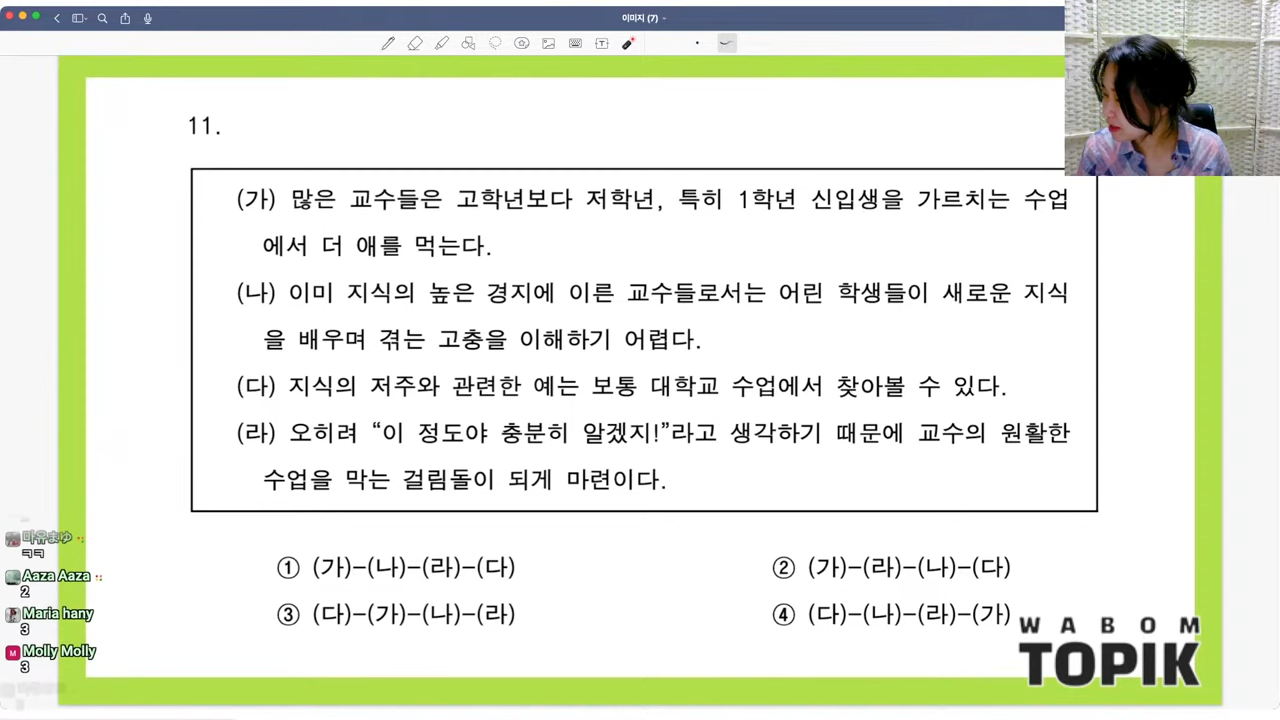 이미지 (7)
11.
(가) 많은 교수들은 고학년보다 저학년, 특히 1학년 신입생을 가르치는 수업
에서 더 애를 먹는다.
(나) 이미 지식의 높은 경지에 이른 교수들로서는 어린 학생들이 새로운 지식
을 배우며 겪는 고충을 이해하기 어렵다.
(다) 지식의 저주와 관련한 예는 보통 대학교 수업에서 찾아볼 수 있다.
(라) 오히려 “이 정도야 충분히 알겠지!”라고 생각하기 때문에 교수의 원활한
수업을 막는 걸림돌이 되게 마련이다.
① (가)-(나)-(라)-(다)
② (가)-(라)-(나)-(다)
③ (다)-(가)-(나)-(라)
④ (다)-(나)-(라)-(가)
마유まゆ
ㅋㅋ
Aaza Aaza
2
Maria hany
3
M
Molly Molly
3
WABOM
TOPIK